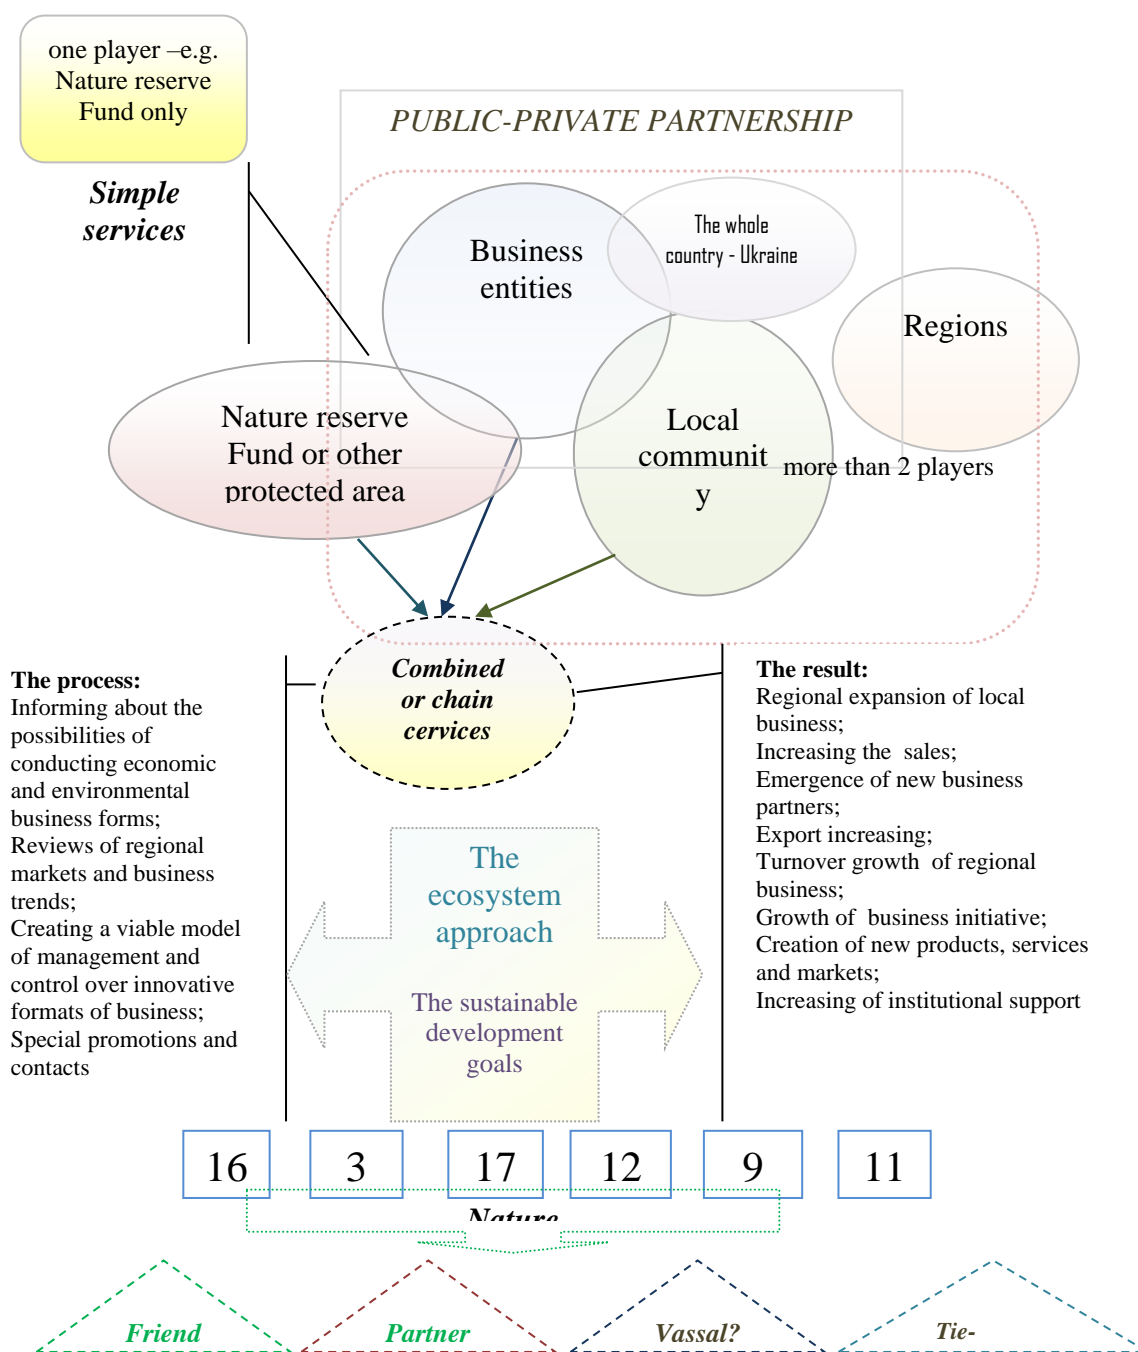 one player –e.g.
Nature reserve
Fund only
PUBLIC-PRIVATE PARTNERSHIP
Simple
services
Business
entities
The whole
country - Ukraine
Regions
Nature reserve
Fund or other
protected area
Local
communit
y
more than 2 players
Combined
or chain
cervices
The process:
Informing about the
possibilities of
conducting economic
and environmental
business forms;
Reviews of regional
markets and business
trends;
Creating a viable model
of management and
control over innovative
formats of business;
Special promotions and
contacts
The result:
Regional expansion of local
business;
Increasing the  sales;
Emergence of new business
partners;
Export increasing;
Turnover growth  of regional
business;
Growth of  business initiative;
Creation of new products, services
and markets;
Increasing of institutional support
The
ecosystem
approach
The sustainable
development
goals
16
3
17
12
9
11
Nature
Friend
Partner
Vassal?
Tie-